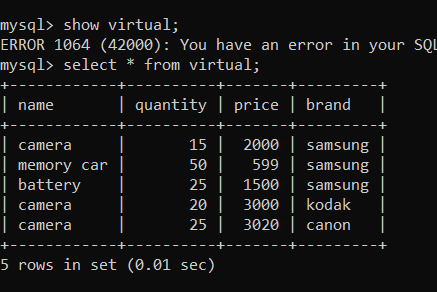 mysql> show virtual;
ERROR 1064 (42000): You have an error in your SQL
mysql> select * from virtual;
+------------+----------+-------+---------+
| name       | quantity | price | brand   |
+------------+----------+-------+---------+
| camera     |       15 |  2000 | samsung |
| memory car |       50 |   599 | samsung |
| battery    |       25 |  1500 | samsung |
| camera     |       20 |  3000 | kodak   |
| camera     |       25 |  3020 | canon   |
+------------+----------+-------+---------+
5 rows in set (0.01 sec)